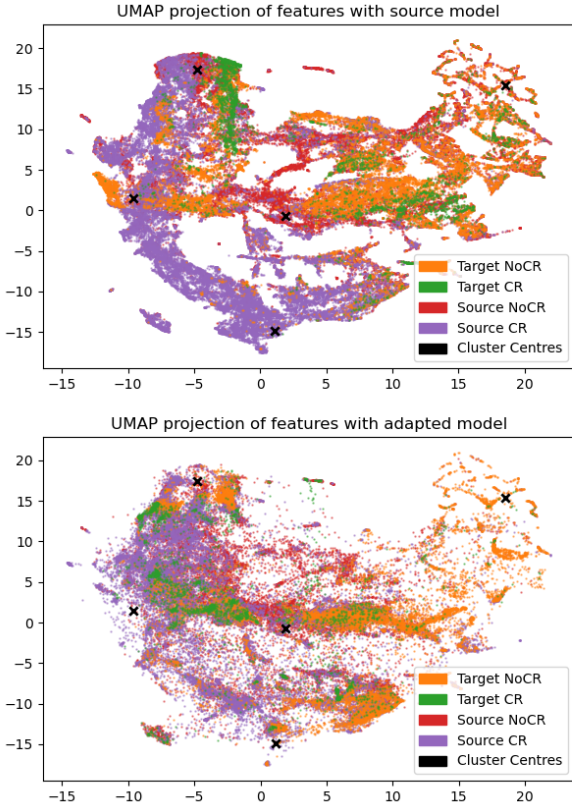 UMAP projection of features with source model
20
15
10
5
0
−5
−10
−15
Target NoCR
Target CR
Source NoCR
Source CR
Cluster Centres
−15 −10 −5 0 5 10 15 20
UMAP projection of features with adapted model
20
15
10
5
0
−5
−10
−15
Target NoCR
Target CR
Source NoCR
Source CR
Cluster Centres
−15 −10 −5 0 5 10 15 20